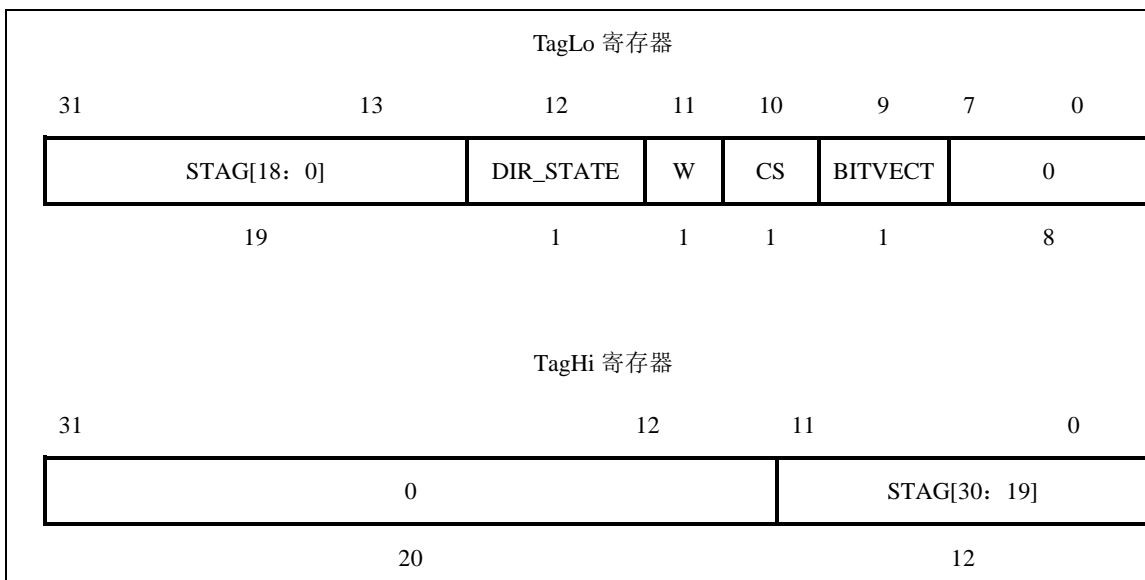 TagLo 寄存器
31 13 12 11 10 9 7 0
STAG[18：0] DIR_STATE W CS BITVECT 0
19 1 1 1 1 8
TagHi 寄存器
31 12 11 0
0 STAG[30：19]
20 12